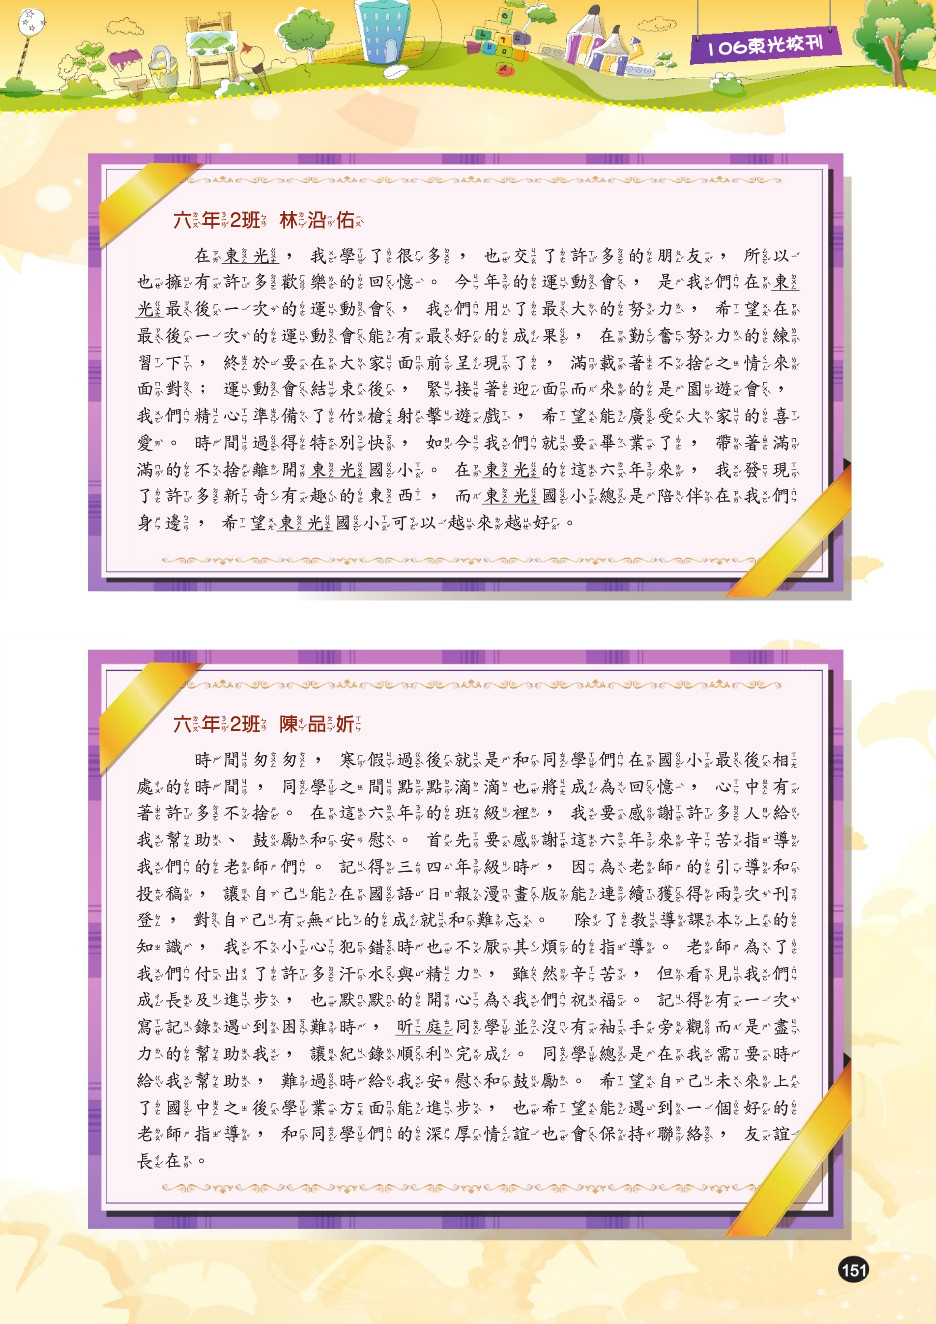 106東光校刊
六年2班 林沿佑
在東光，我學了很多，也交了許多的朋友，所以
也擁有許多歡樂的回憶。今年的運動會，是我們在東
光最後一次的運動會，我們用了最大的努力，希望在
最後一次的運動會能有最好的成果，在勤奮努力的練
習下，終於要在大家面前呈現了，滿載著不捨之情來
面對；運動會結束後，緊接著迎面而來的是園遊會，
我們精心準備了竹槍射擊遊戲，希望能廣受大家的喜
愛。時間過得特別快，如今我們就要畢業了，帶著滿
滿的不捨離開東光國小。在東光的這六年來，我發現
了許多新奇有趣的東西，而東光國小總是陪伴在我們
身邊，希望東光國小可以越來越好。
六年2班 陳品妡
時間匆匆，寒假過後就是和同學們在國小最後相
處的時間，同學之間點點滴滴也將成為回憶，心中有
著許多不捨。在這六年的班級裡，我要感謝許多人給
我幫助、鼓勵和安慰。首先要感謝這六年來辛苦指導
我們的老師們。記得三四年級時，因為老師的引導和
投稿，讓自己能在國語日報漫畫版能連續獲得兩次刊
登，對自己有無比的成就和難忘。 除了教導課本上的
知識，我不小心犯錯時也不厭其煩的指導。老師為了
我們付出了許多汗水與精力，雖然辛苦，但看見我們
成長及進步，也默默的開心為我們祝福。記得有一次
寫記錄遇到困難時，昕庭同學並沒有袖手旁觀而是盡
力的幫助我，讓紀錄順利完成。同學總是在我需要時
給我幫助，難過時給我安慰和鼓勵。希望自己未來上
了國中之後學業方面能進步，也希望能遇到一個好的
老師指導，和同學們的深厚情誼也會保持聯絡，友誼
長在。
151